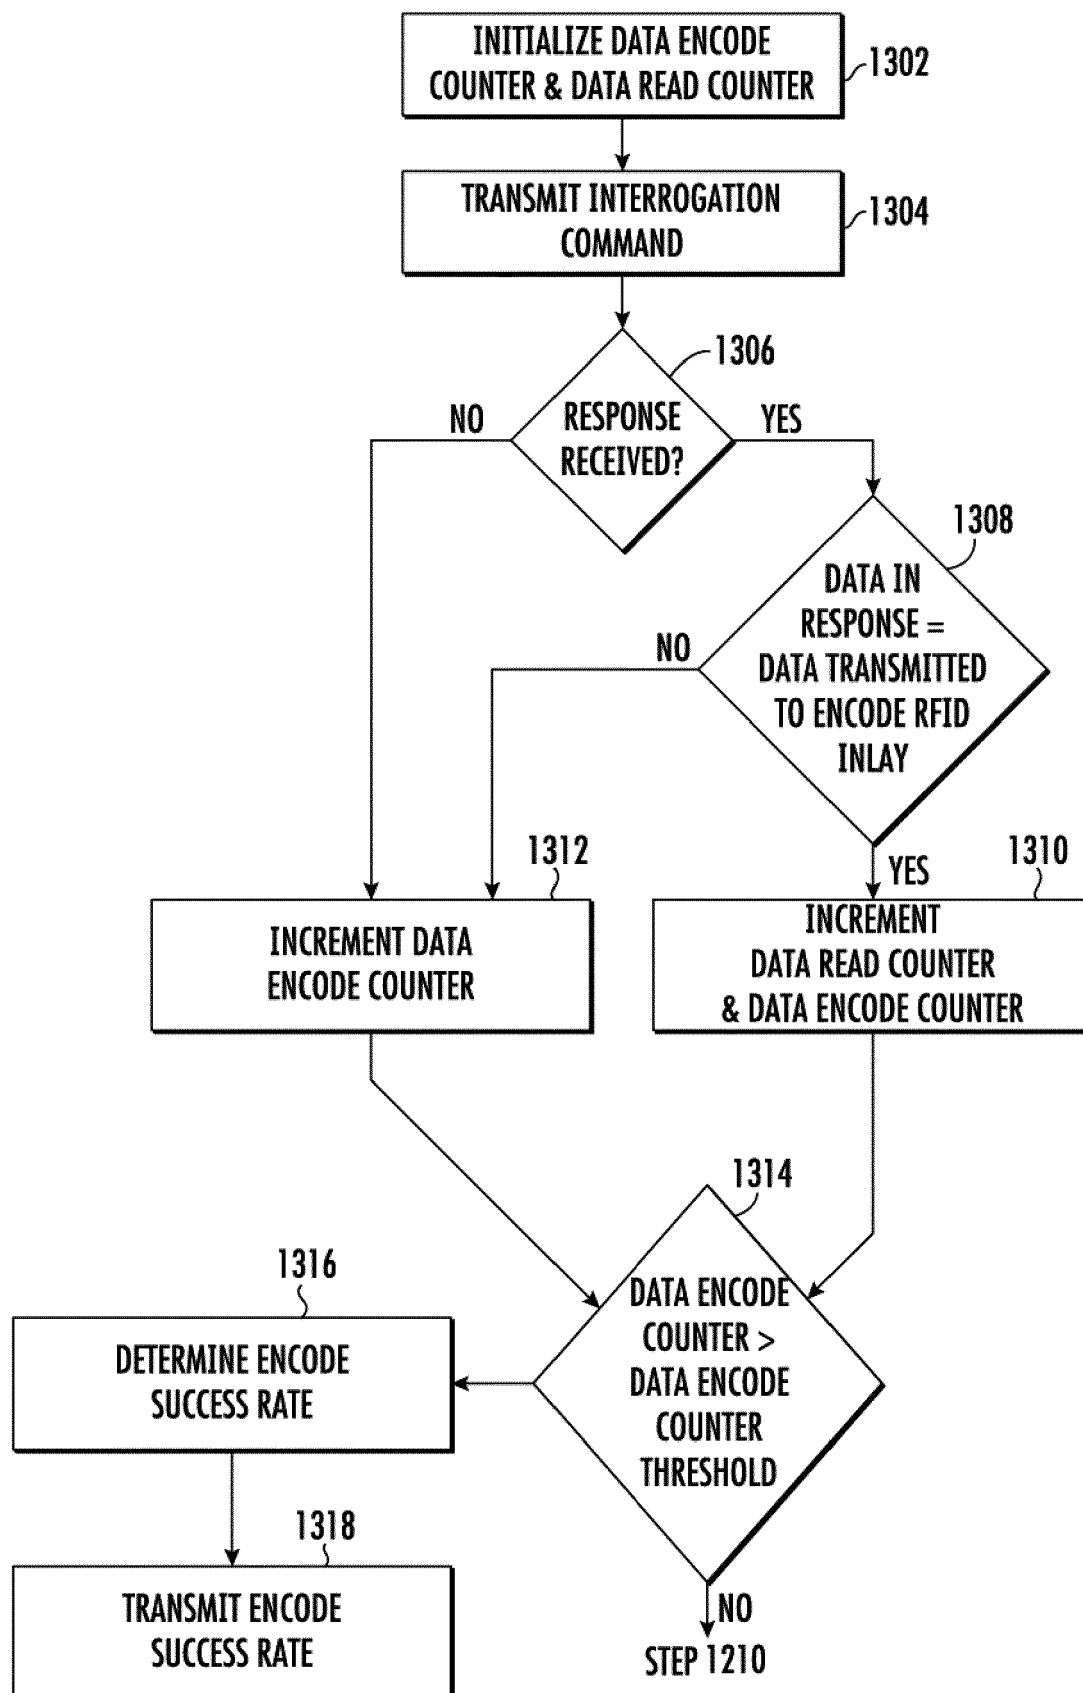 INITIALIZE DATA ENCODE
COUNTER & DATA READ COUNTER
1302
TRANSMIT INTERROGATION
COMMAND
1304
1306
RESPONSE
RECEIVED?
NO
YES
1308
DATA IN
RESPONSE =
DATA TRANSMITTED
TO ENCODE RFID
INLAY
NO
YES
1312
INCREMENT DATA
ENCODE COUNTER
1310
INCREMENT
DATA READ COUNTER
& DATA ENCODE COUNTER
1314
DATA ENCODE
COUNTER >
DATA ENCODE
COUNTER
THRESHOLD
1316
DETERMINE ENCODE
SUCCESS RATE
1318
TRANSMIT ENCODE
SUCCESS RATE
NO
STEP 1210